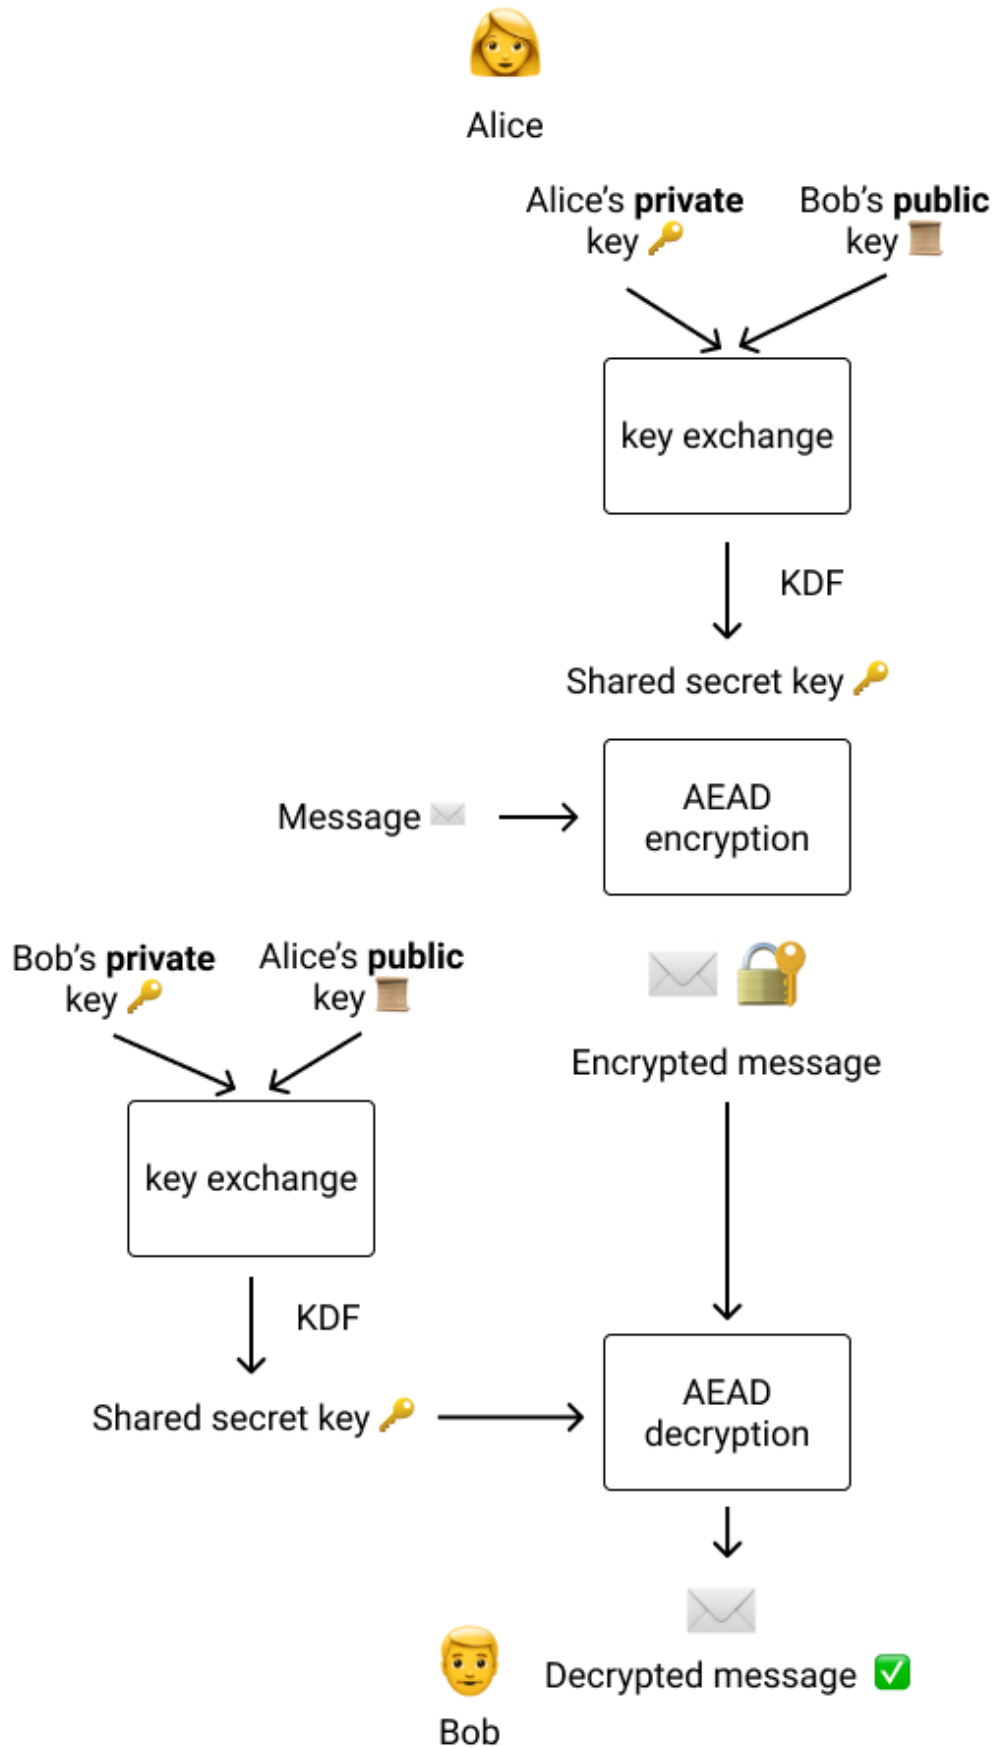 Alice
Alice’s private
key
Bob’s public
key
key exchange
KDF
Shared secret key
Message
AEAD
encryption
Bob’s private
key
Alice’s public
key
Encrypted message
key exchange
KDF
Shared secret key
AEAD
decryption
Decrypted message
Bob